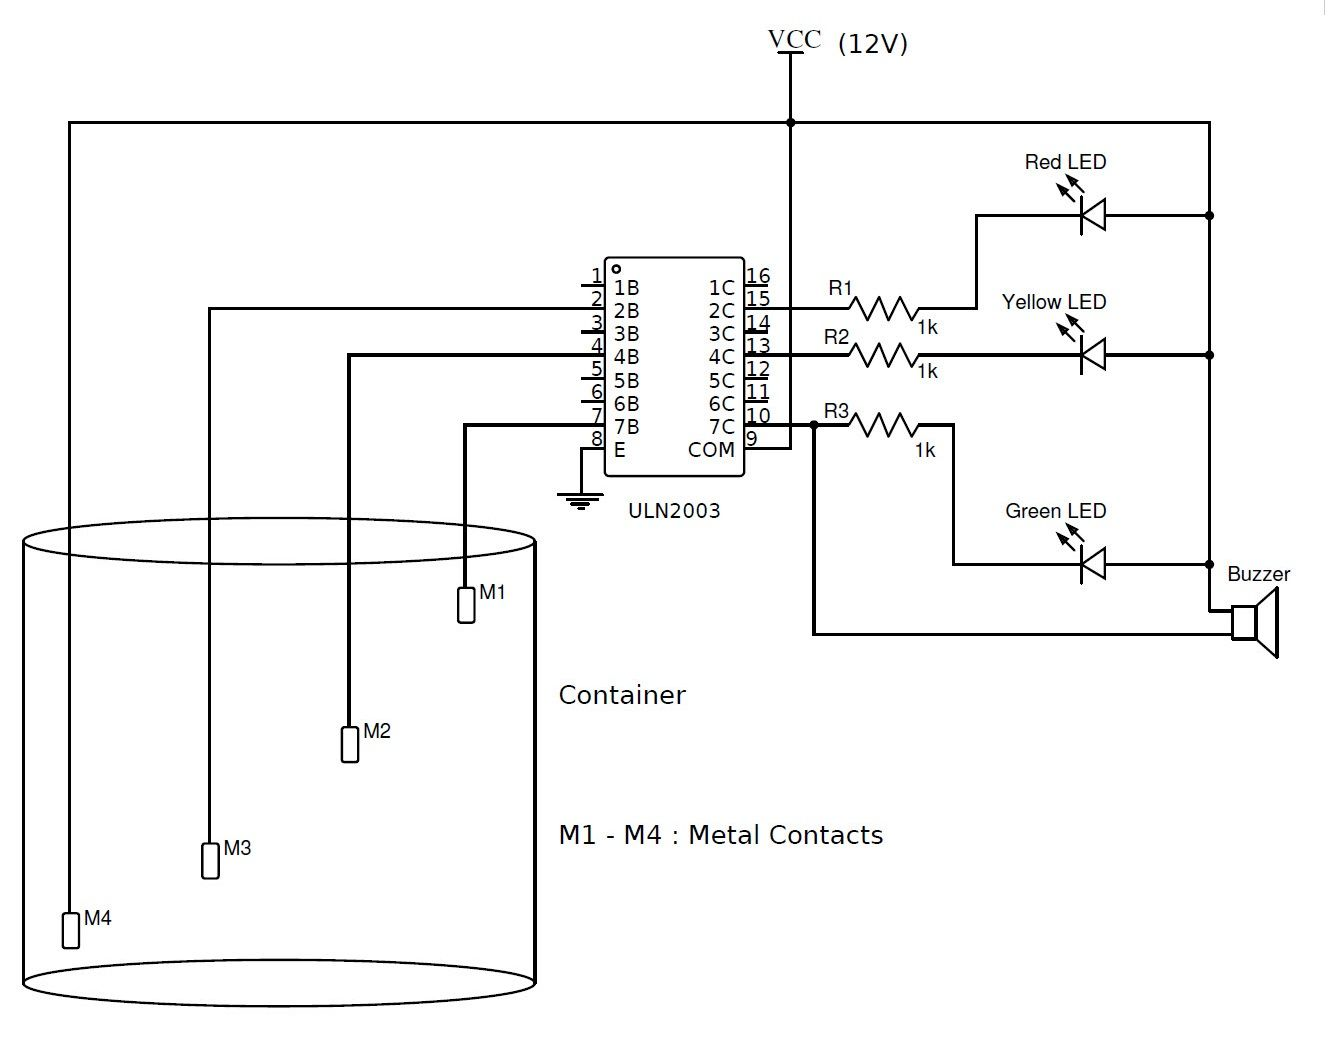 VCC (12V)
Red LED
1 1B 1C 16
2 2B 2C 15 R1 1k
Yellow LED
3 3B 3C 14
4 4B 4C 13 R2 1k
5 5B 5C 12
6 6B 6C 11
7 7B 7C 10 R3 1k
8 E COM 9
ULN2003
Green LED
Buzzer
M1
Container
M2
M1 - M4 : Metal Contacts
M3
M4